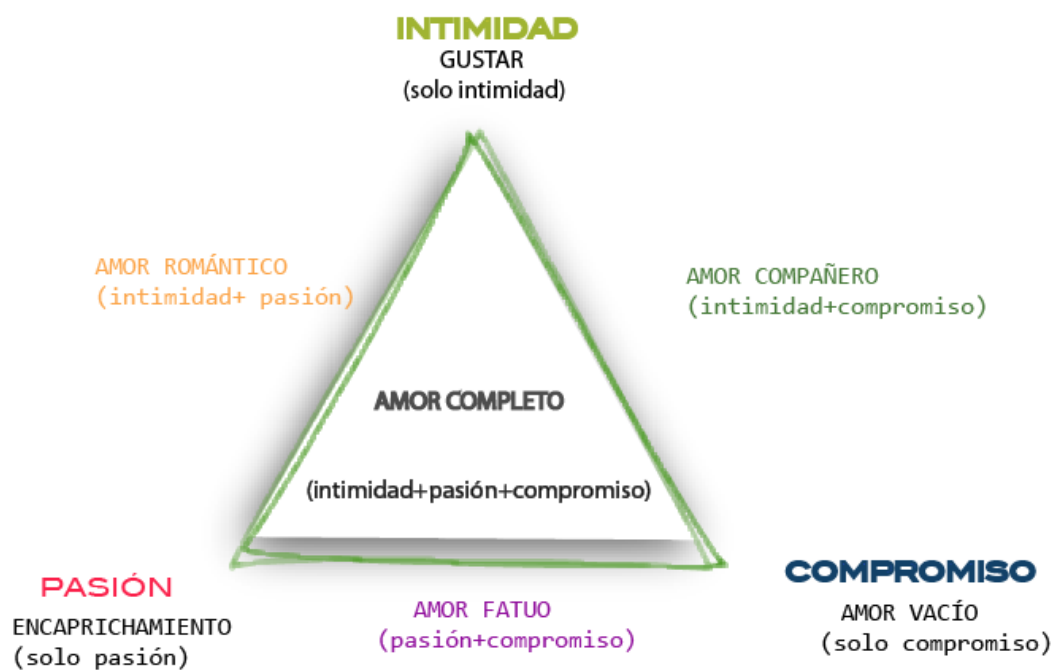 INTIMIDAD
GUSTAR
(solo intimidad)
AMOR ROMÁNTICO
(intimidad+ pasión)
AMOR COMPAÑERO
(intimidad+compromiso)
AMOR COMPLETO
(intimidad+pasión+compromiso)
PASIÓN
ENCAPRICHAMIENTO
(solo pasión)
AMOR FATUO
(pasión+compromiso)
COMPROMISO
AMOR VACÍO
(solo compromiso)